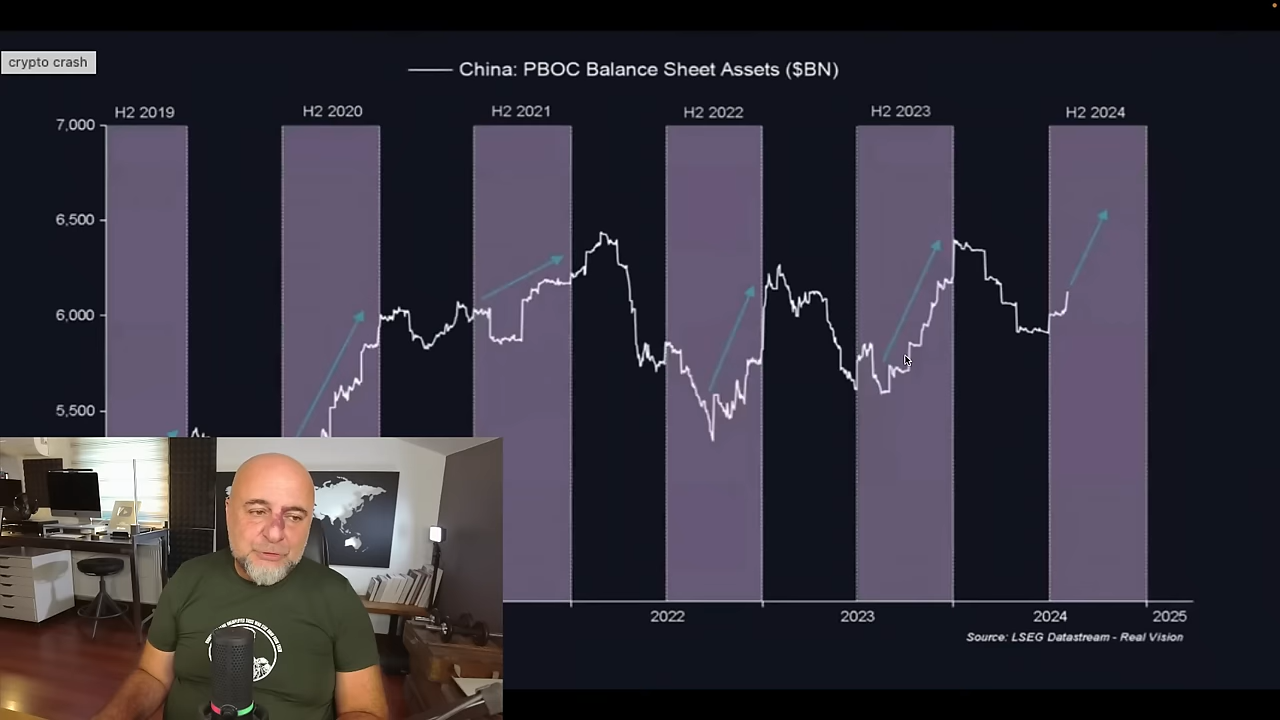 crypto crash
China: PBOC Balance Sheet Assets ($BN)
H2 2019 H2 2020 H2 2021 H2 2022 H2 2023 H2 2024
7,000
6,500
6,000
5,500
2022 2023 2024 2025
Source: LSEG Datastream - Real Vision